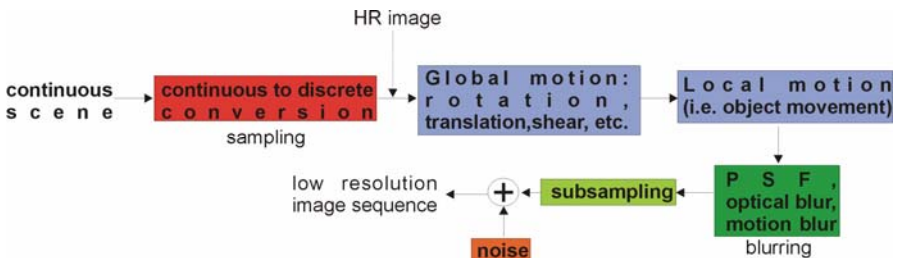 HR image
continuous
scene
continuous to discrete
conversion
sampling
Global motion:
rotation,
translation,shear, etc.
Local motion
(i.e. object movement)
PSF,
optical blur,
motion blur
blurring
subsampling
+
noise
low resolution
image sequence